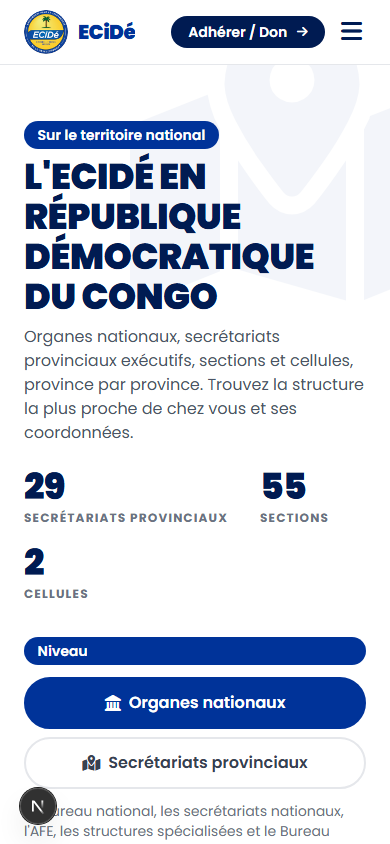 ECiDé
ECiDé
Adhérer / Don
Sur le territoire national
L'ECIDÉ EN
RÉPUBLIQUE
DÉMOCRATIQUE
DU CONGO
Organes nationaux, secrétariats
provinciaux exécutifs, sections et cellules,
province par province. Trouvez la structure
la plus proche de chez vous et ses
coordonnées.
29
SECRÉTARIATS PROVINCIAUX
55
SECTIONS
2
CELLULES
Niveau
Organes nationaux
Secrétariats provinciaux
N
ureau national, les secrétariats nationaux,
l'AFE, les structures spécialisées et le Bureau